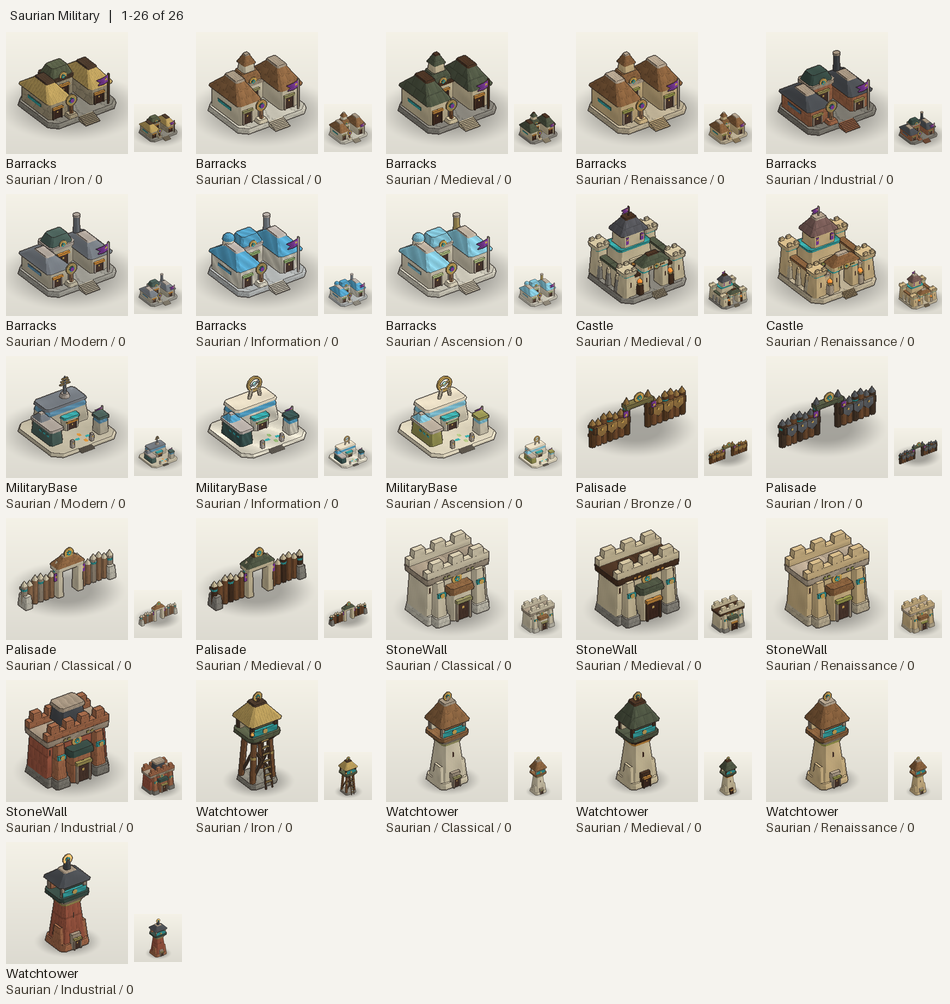 Saurian Military | 1-26 of 26
Barracks
Saurian / Iron / 0
Barracks
Saurian / Classical / 0
Barracks
Saurian / Medieval / 0
Barracks
Saurian / Renaissance / 0
Barracks
Saurian / Industrial / 0
Barracks
Saurian / Modern / 0
Barracks
Saurian / Information / 0
Barracks
Saurian / Ascension / 0
Castle
Saurian / Medieval / 0
Castle
Saurian / Renaissance / 0
MilitaryBase
Saurian / Modern / 0
MilitaryBase
Saurian / Information / 0
MilitaryBase
Saurian / Ascension / 0
Palisade
Saurian / Bronze / 0
Palisade
Saurian / Iron / 0
Palisade
Saurian / Classical / 0
Palisade
Saurian / Medieval / 0
StoneWall
Saurian / Classical / 0
StoneWall
Saurian / Medieval / 0
StoneWall
Saurian / Renaissance / 0
StoneWall
Saurian / Industrial / 0
Watchtower
Saurian / Iron / 0
Watchtower
Saurian / Classical / 0
Watchtower
Saurian / Medieval / 0
Watchtower
Saurian / Renaissance / 0
Watchtower
Saurian / Industrial / 0